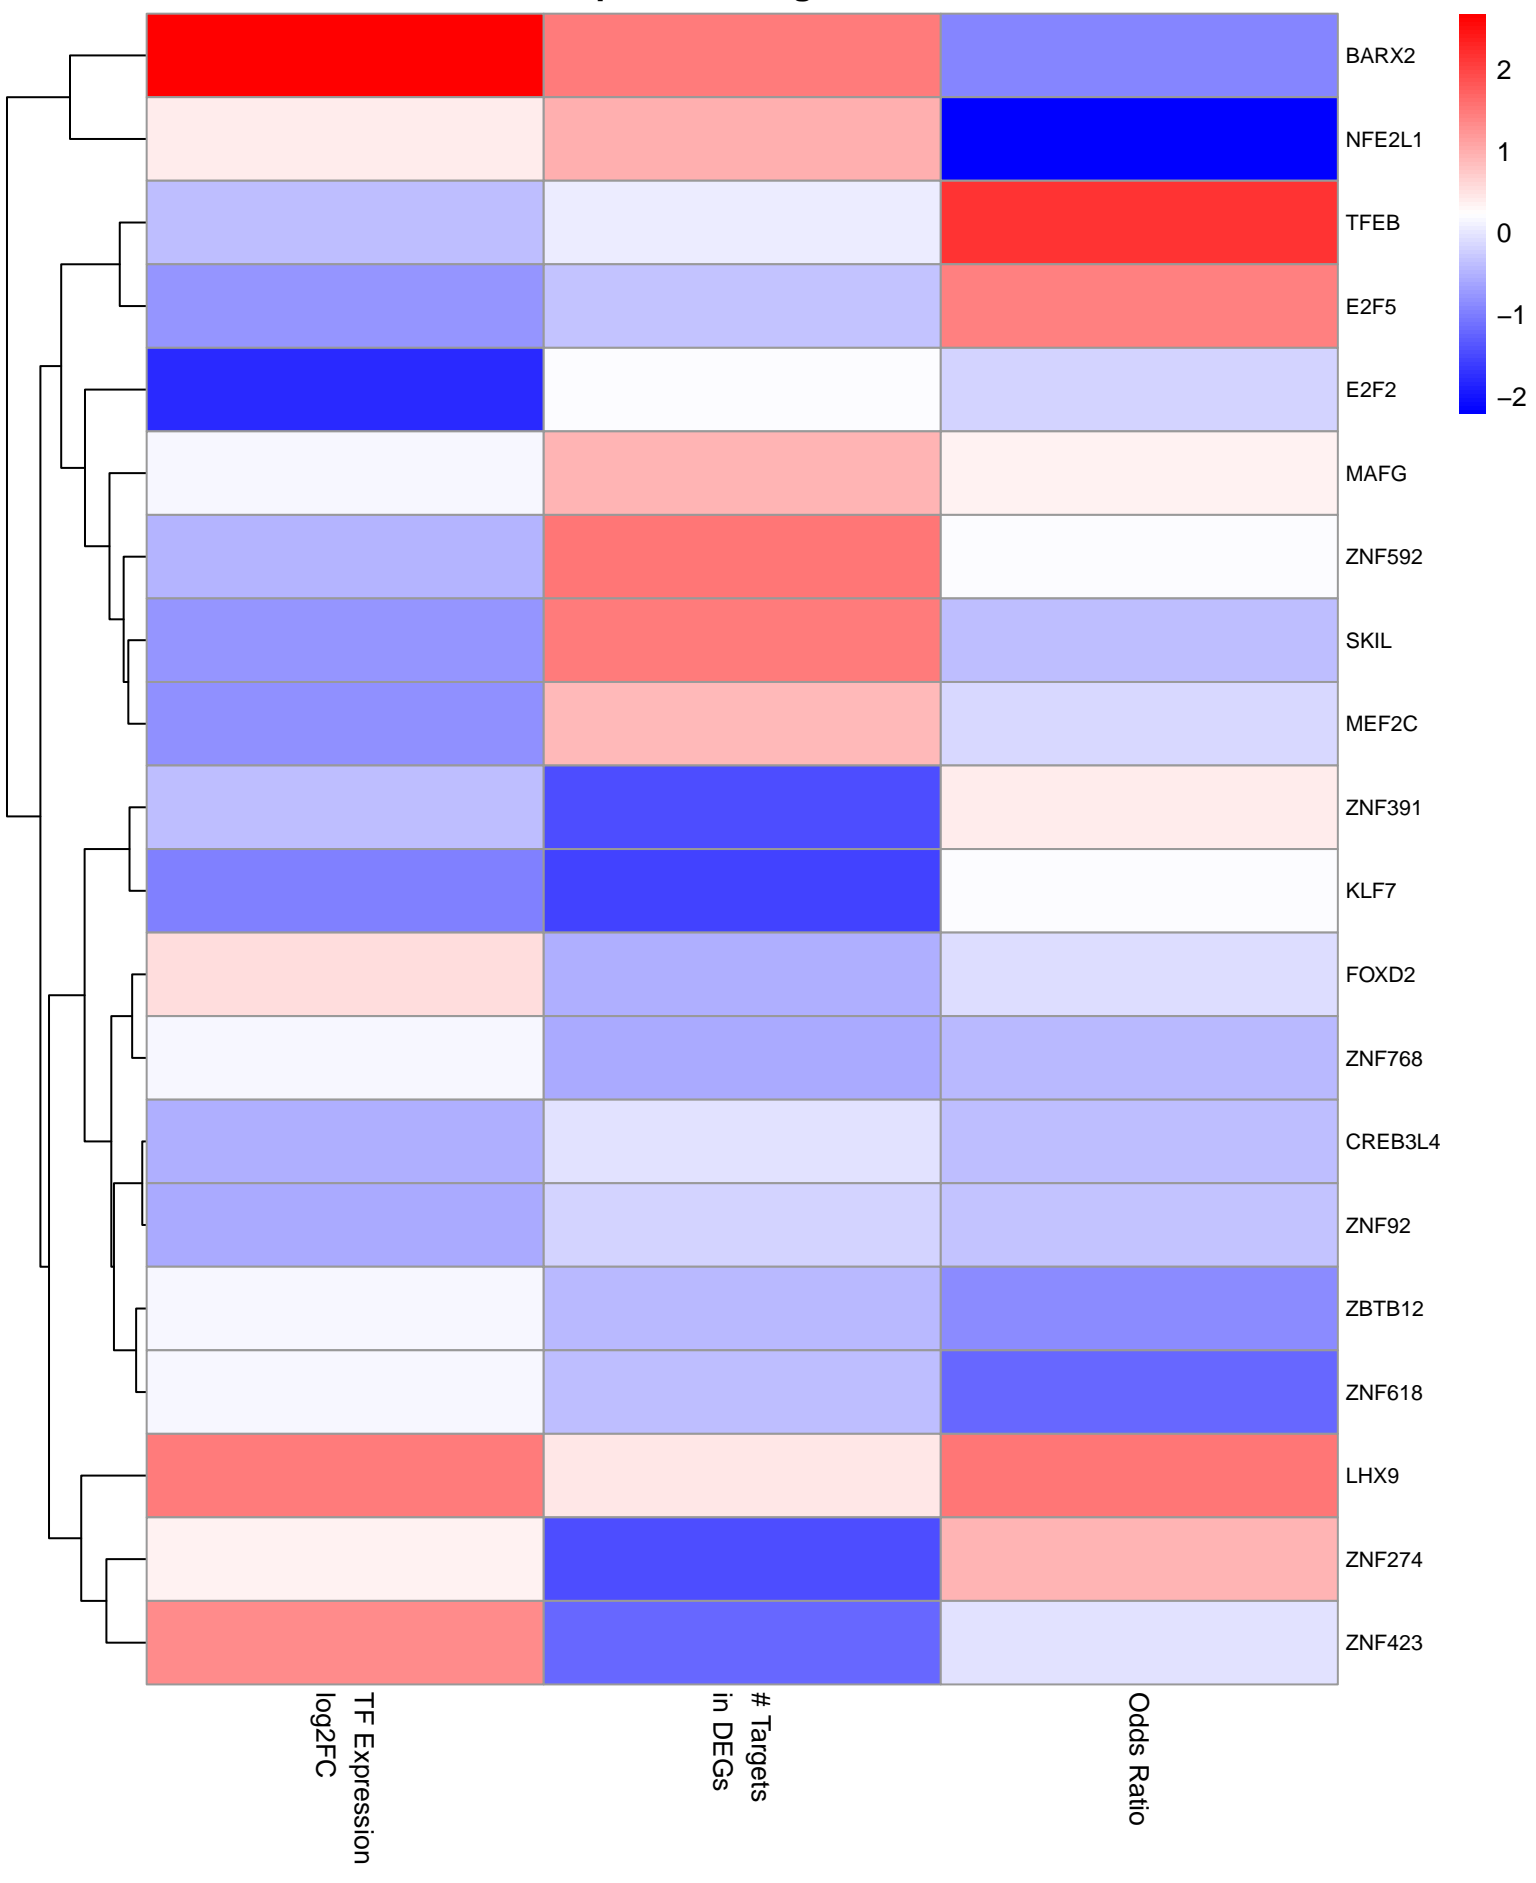 BARX2
NFE2L1
TFEB
E2F5
E2F2
MAFG
ZNF592
SKIL
MEF2C
ZNF391
KLF7
FOXD2
ZNF768
CREB3L4
ZNF92
ZBTB12
ZNF618
LHX9
ZNF274
ZNF423
2
1
0
−1
−2
TF Expression
log2FC
# Targets
in DEGs
Odds Ratio